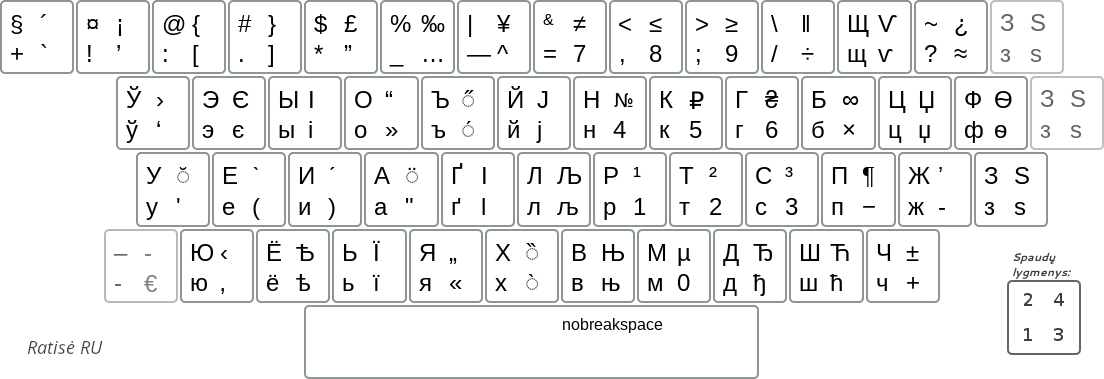 § ´ ¤ ¡ @ { # } $ £ % ‰ | ¥ & ≠ < ≤ > ≥ \ ‖ Щ Ѵ ~ ¿ З Ѕ
+ ` ! ’ : [ . ] * ” _ … — ^ = 7 , 8 ; 9 / ÷ щ ѵ ? ≈ з ѕ
Ў › Э Є Ы І О “ Ъ ◌̋ Й Ј Н № К ₽ Г ₴ Б ∞ Ц Џ Ф Ѳ З Ѕ
ў ‘ э є ы і о » ъ ◌́ й ј н 4 к 5 г 6 б × ц џ ф ѳ з ѕ
У ◌̆ Е ` И ´ А ◌̈ Ґ Ӏ Л Љ Р ¹ Т ² С ³ П ¶ Ж ʼ З Ѕ
у ' е ( и ) а " ґ ӏ л љ р 1 т 2 с 3 п − ж - з ѕ
– - Ю ‹ Ё Ѣ Ь Ї Я „ Х ◌̏ В Њ М µ Д Ђ Ш Ћ Ч ±
- € ю ‚ ё ѣ ь ї я « х ◌̀ в њ м 0 д ђ ш ћ ч +
nobreakspace
Ratisė RU
Spaudų
lygmenys:
2 4
1 3